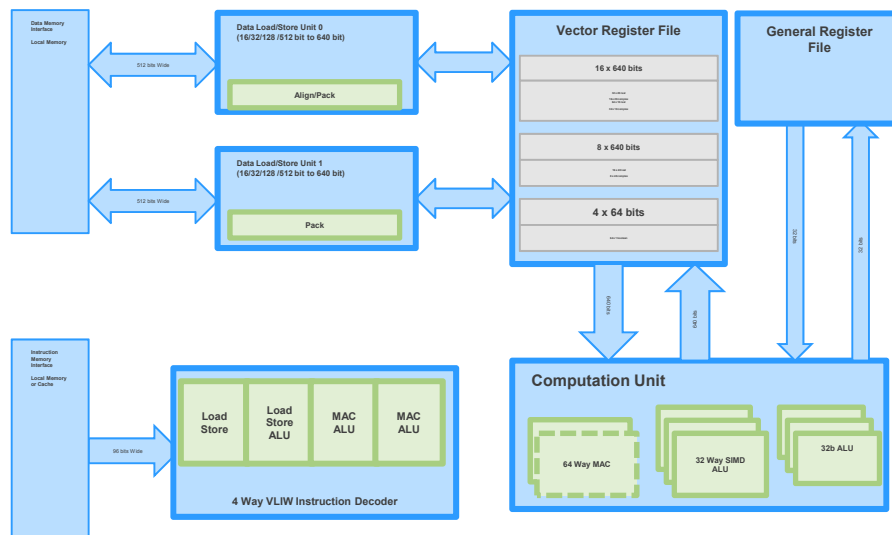 Data Memory
Interface
Local Memory
512 bits Wide
Data Load/Store Unit 0
(16/32/128 /512 bit to 640 bit)
Align/Pack
512 bits Wide
Data Load/Store Unit 1
(16/32/128 /512 bit to 640 bit)
Pack
Vector Register File
16 x 640 bits
8 x 640 bits
4 x 64 bits
General Register
File
640 bits
640 bits
32 bits
32 bits
Instruction
Memory
Interface
Local Memory
or Cache
96 bits Wide
Load
Store
Load
Store
ALU
MAC
ALU
MAC
ALU
4 Way VLIW Instruction Decoder
Computation Unit
64 Way MAC
32 Way SIMD
ALU
32b ALU